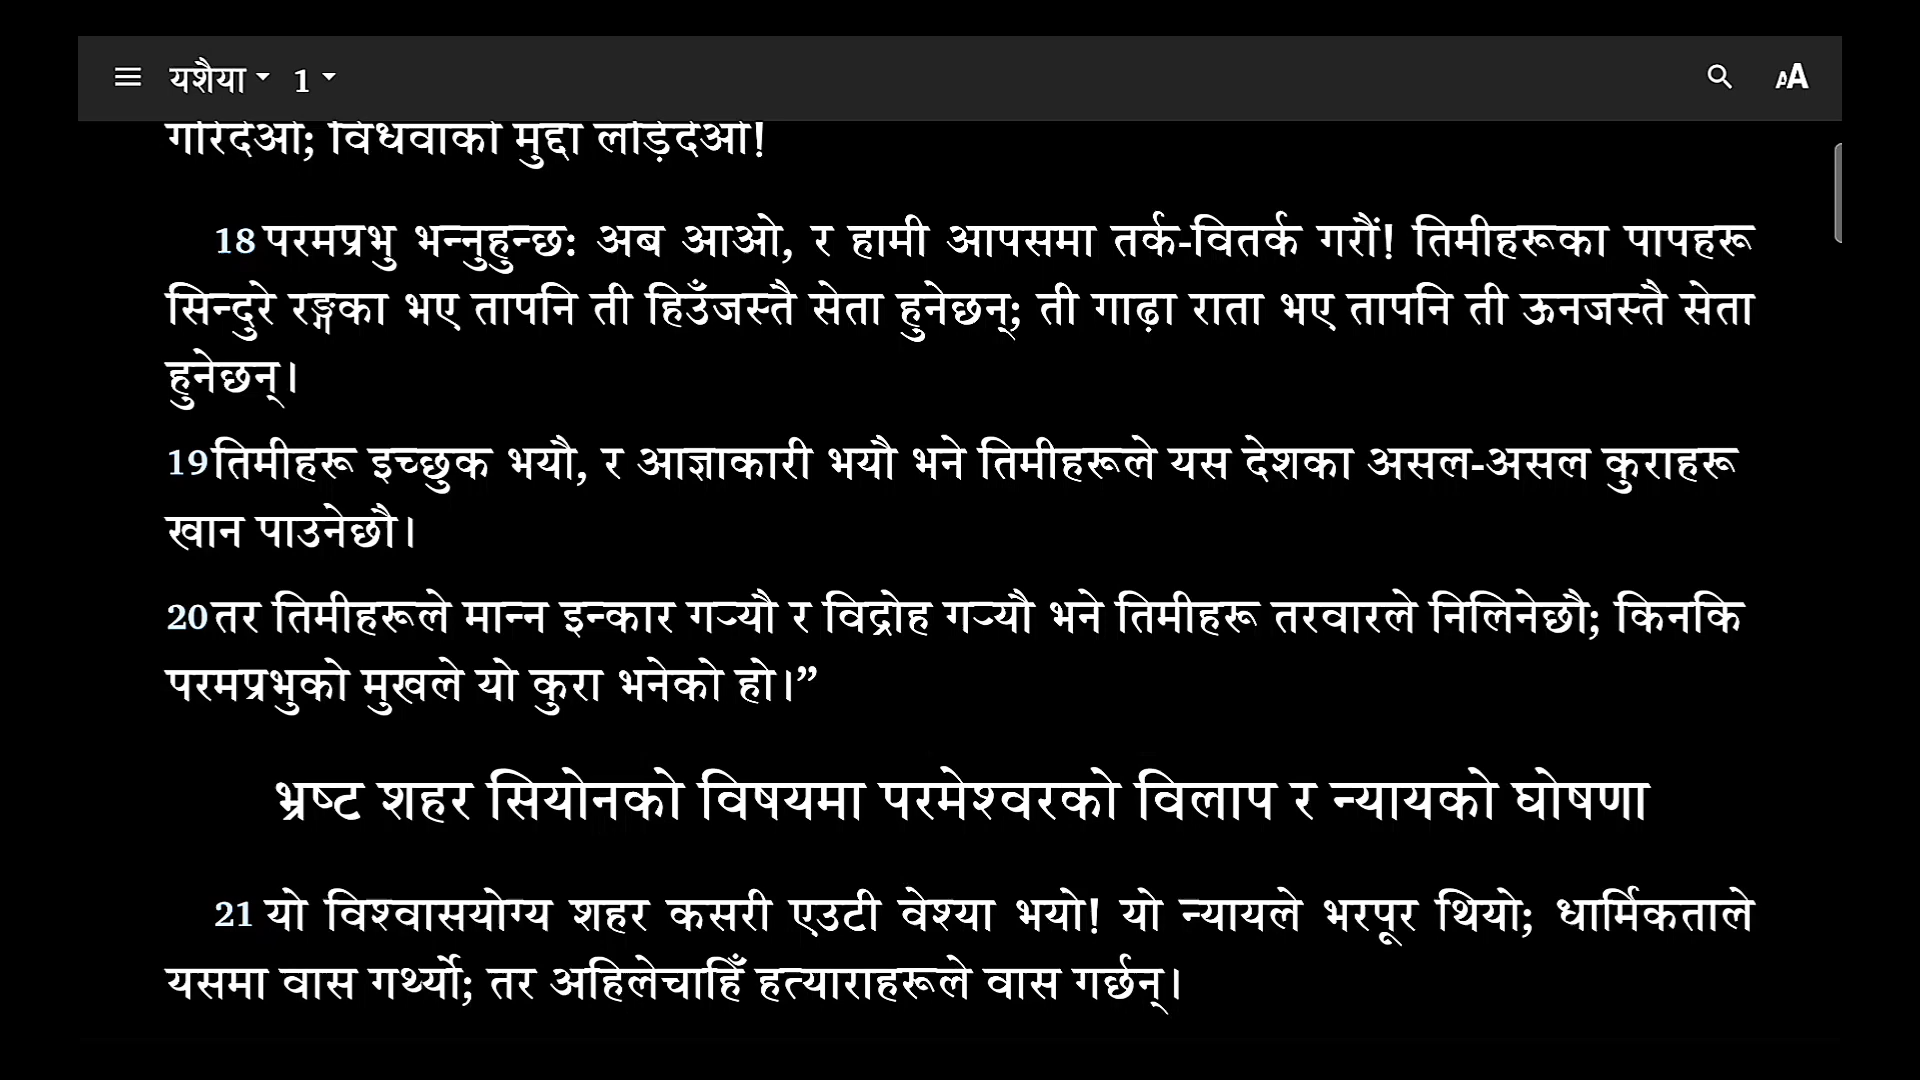 यशैया 1
गरिदेओ; विधवाको मुद्दा लड़िदेओ!
18 परमप्रभु भन्नुहुन्छः अब आओ, र हामी आपसमा तर्क-वितर्क गरौं! तिमीहरूका पापहरू
सिन्दुरे रङ्गका भए तापनि ती हिउँजस्तै सेता हुनेछन्; ती गाढ़ा राता भए तापनि ती ऊनजस्तै सेता
हुनेछन्।
19 तिमीहरू इच्छुक भयौ, र आज्ञाकारी भयौ भने तिमीहरूले यस देशका असल-असल कुराहरू
खान पाउनेछौ।
20 तर तिमीहरूले मान्न इन्कार गर्‍यौ र विद्रोह गर्‍यौ भने तिमीहरू तरवारले निलिनेछौ; किनकि
परमप्रभुको मुखले यो कुरा भनेको हो।”
भ्रष्ट शहर सियोनको विषयमा परमेश्वरको विलाप र न्यायको घोषणा
21 यो विश्वासयोग्य शहर कसरी एउटी वेश्या भयो! यो न्यायले भरपूर थियो; धार्मिकताले
यसमा वास गर्थ्यो; तर अहिलेचाहिँ हत्याराहरूले वास गर्छन्।